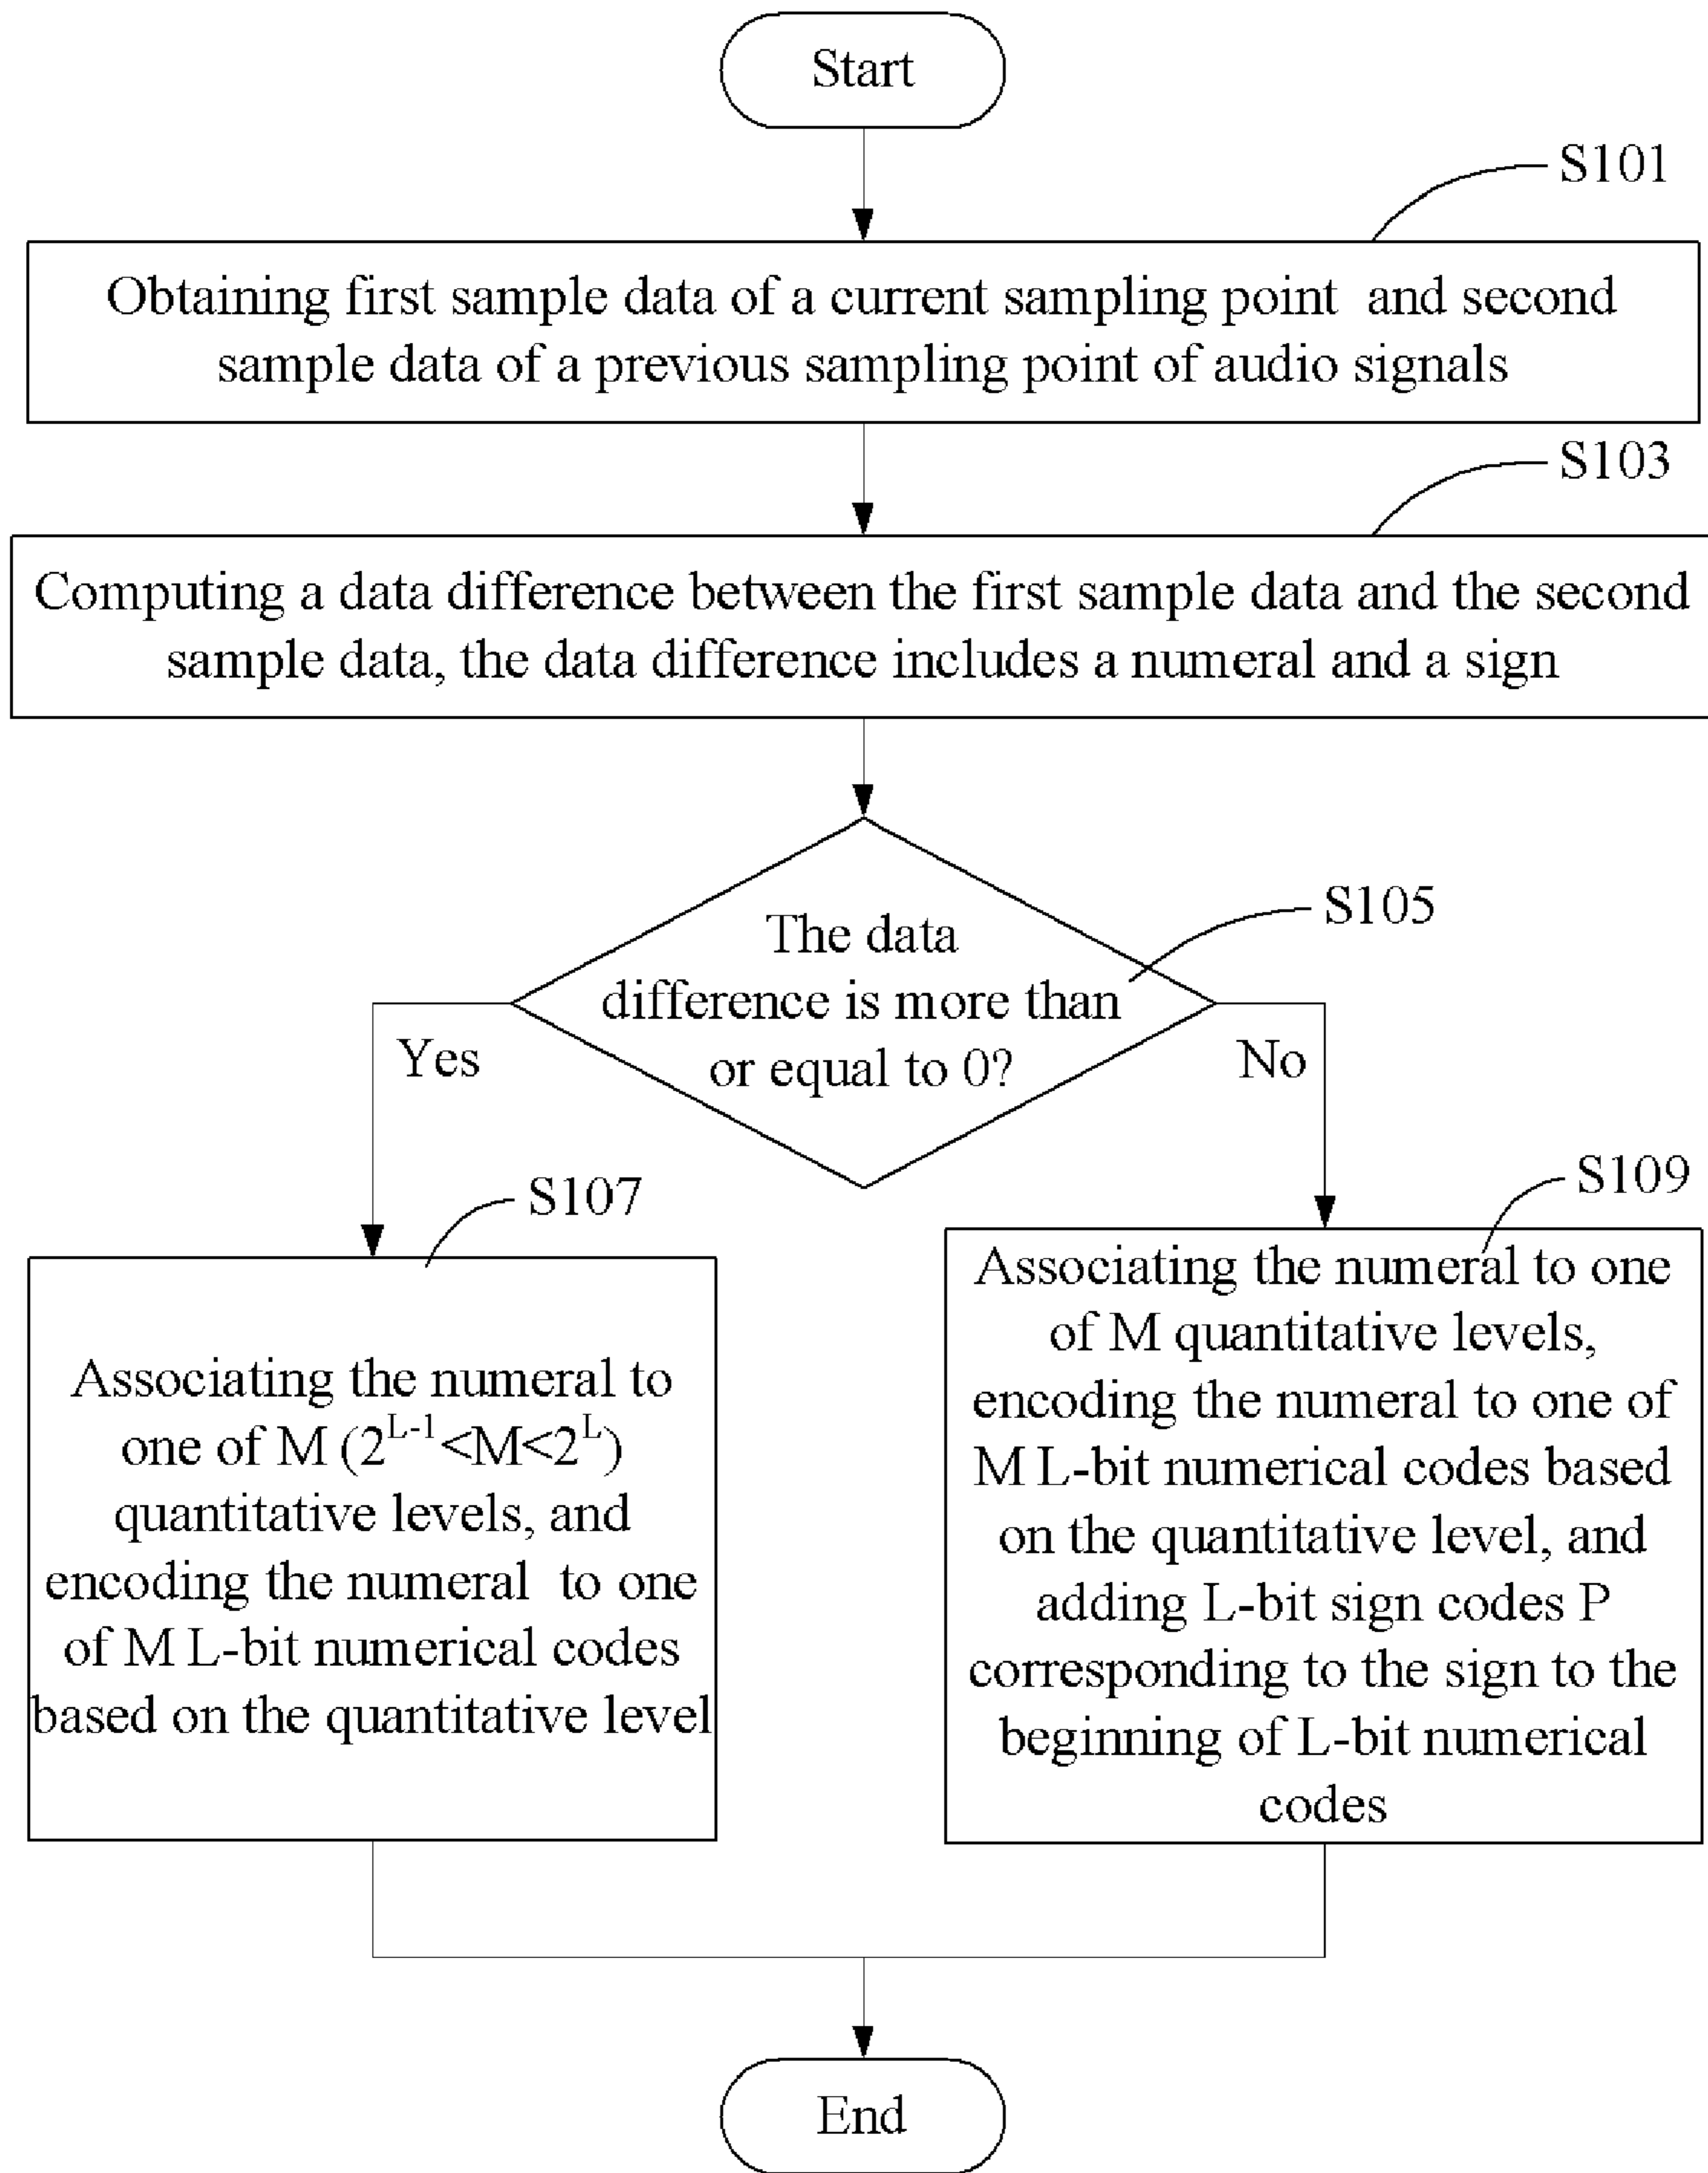 Start
S101
Obtaining first sample data of a current sampling point and second
sample data of a previous sampling point of audio signals
S103
Computing a data difference between the first sample data and the second
sample data, the data difference includes a numeral and a sign
S105
The data
difference is more than
or equal to 0?
Yes
No
S107
Associating the numeral to
one of M (2^{L-1}<M<2^L)
quantitative levels, and
encoding the numeral to one
of M L-bit numerical codes
based on the quantitative level
S109
Associating the numeral to one
of M quantitative levels,
encoding the numeral to one of
M L-bit numerical codes based
on the quantitative level, and
adding L-bit sign codes P
corresponding to the sign to the
beginning of L-bit numerical
codes
End